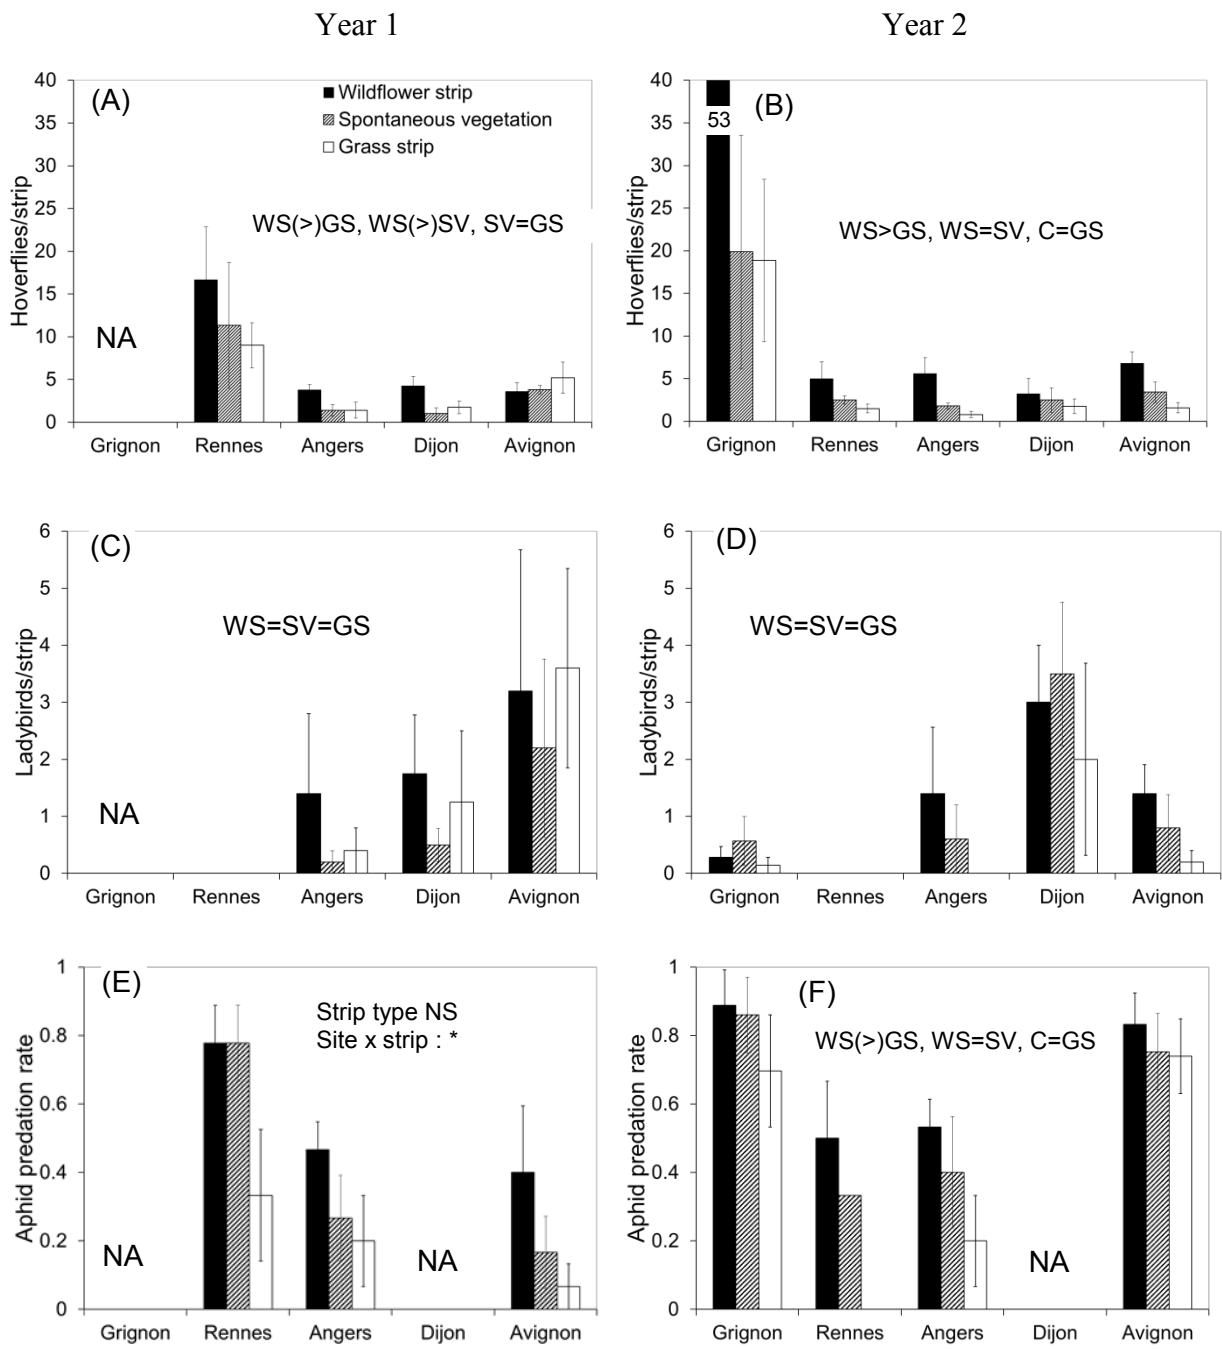 Year 1
Year 2
(A)
Wildflower strip
Spontaneous vegetation
Grass strip
WS(>)GS, WS(>)SV, SV=GS
NA
Hoverflies/strip
40
35
30
25
20
15
10
5
0
Grignon Rennes Angers Dijon Avignon
(B)
53
WS>GS, WS=SV, C=GS
Hoverflies/strip
40
35
30
25
20
15
10
5
0
Grignon Rennes Angers Dijon Avignon
(C)
WS=SV=GS
NA
Ladybirds/strip
6
5
4
3
2
1
0
Grignon Rennes Angers Dijon Avignon
(D)
WS=SV=GS
Ladybirds/strip
6
5
4
3
2
1
0
Grignon Rennes Angers Dijon Avignon
(E)
Strip type NS
Site x strip : *
NA
NA
Aphid predation rate
1
0.8
0.6
0.4
0.2
0
Grignon Rennes Angers Dijon Avignon
(F)
WS(>)GS, WS=SV, C=GS
NA
Aphid predation rate
1
0.8
0.6
0.4
0.2
0
Grignon Rennes Angers Dijon Avignon